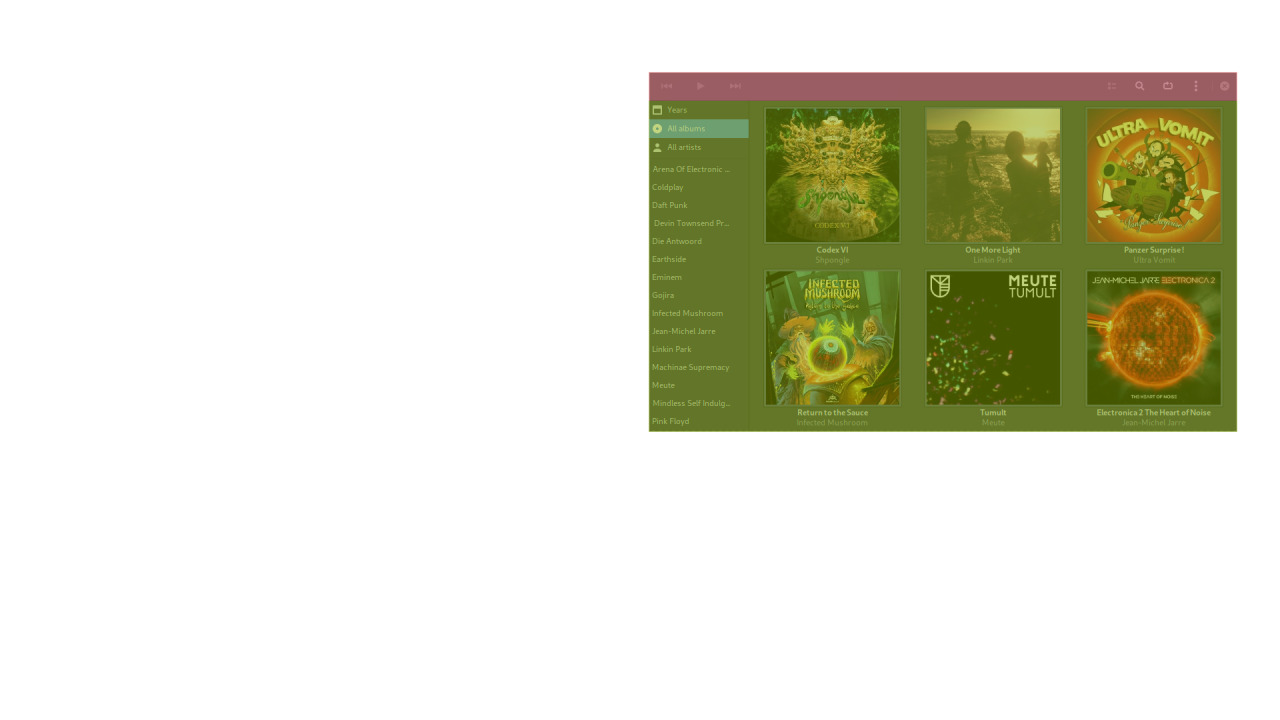 Years
All albums
All artists
Arena Of Electronic ...
Coldplay
Daft Punk
Devin Townsend Pr...
Die Antwoord
Earthside
Eminem
Gojira
Infected Mushroom
Jean-Michel Jarre
Linkin Park
Machinae Supremacy
Meute
Mindless Self Indulg...
Pink Floyd
Shpongle
CODEX VI
Codex VI
Shpongle
One More Light
Linkin Park
ULTRA VOMIT
Panzer Surprise !
Ultra Vomit
INFECTED MUSHROOM
Return to the Sauce
Infected Mushroom
MEUTE
TUMULT
Tumult
Meute
JEAN-MICHEL JARRE ELECTRONICA 2
THE HEART OF NOISE
Electronica 2 The Heart of Noise
Jean-Michel Jarre